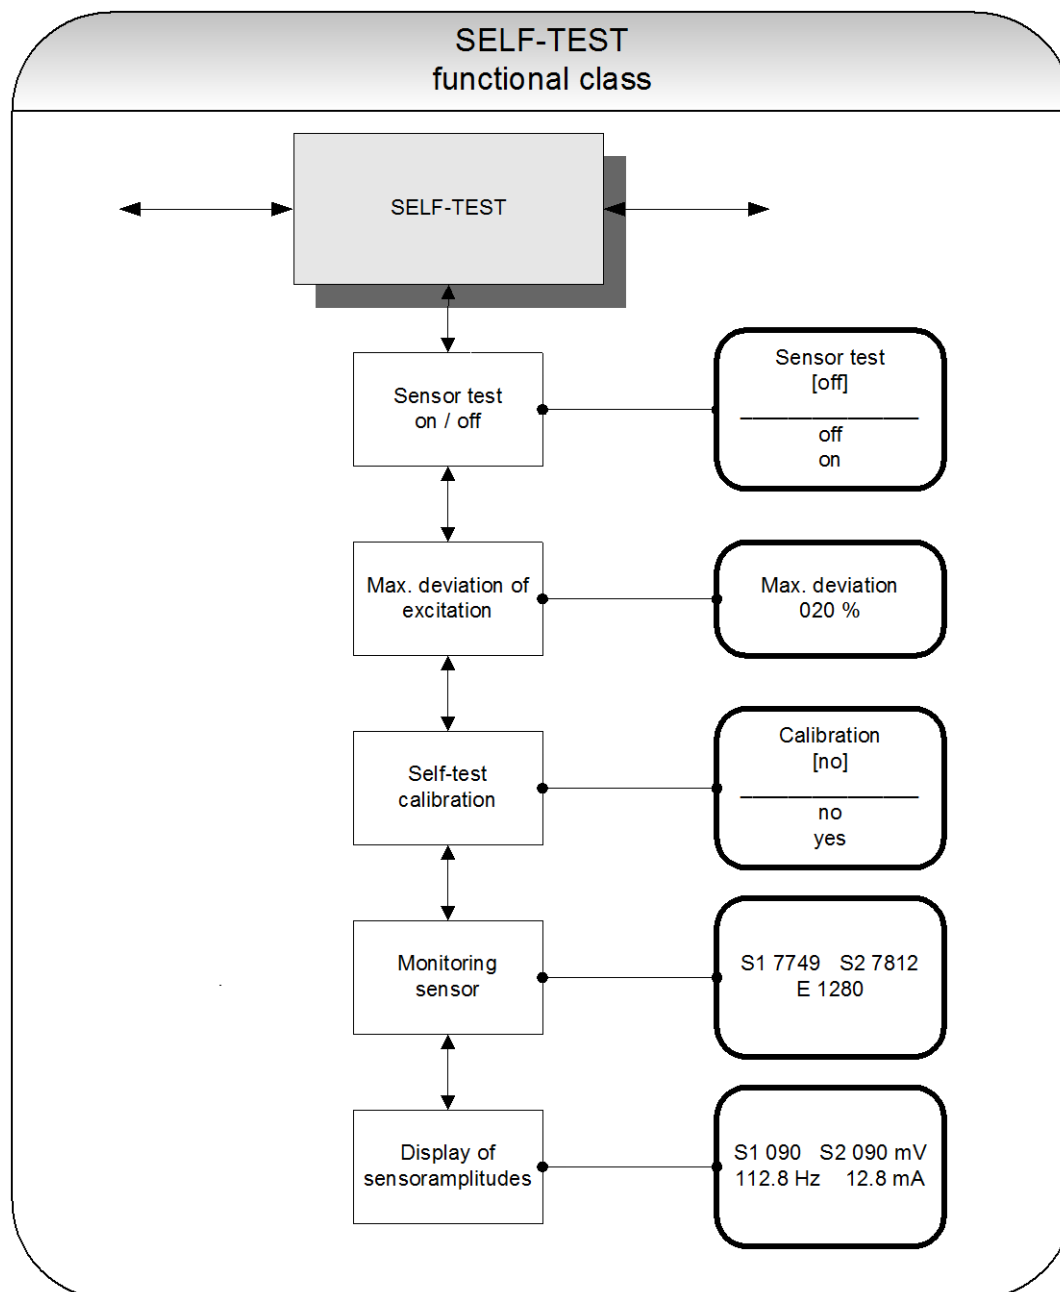 SELF-TEST
functional class
SELF-TEST
Sensor test
on / off
Sensor test
[off]
off
on
Max. deviation of
excitation
Max. deviation
020 %
Self-test
calibration
Calibration
[no]
no
yes
Monitoring
sensor
S1 7749 S2 7812
E 1280
Display of
sensoramplitudes
S1 090 S2 090 mV
112.8 Hz 12.8 mA